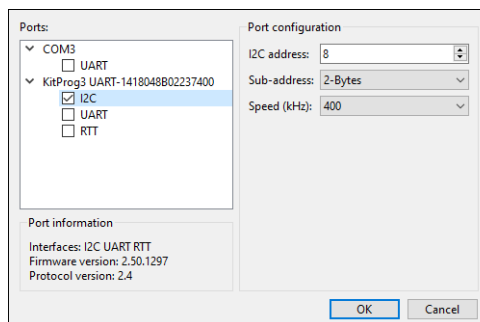 Ports:
COM3
UART
KitProg3 UART-1418048B02237400
I2C
UART
RTT
Port information
Interfaces: I2C UART RTT
Firmware version: 2.50.1297
Protocol version: 2.4
Port configuration
I2C address: 8
Sub-address: 2-Bytes
Speed (kHz): 400
OK Cancel